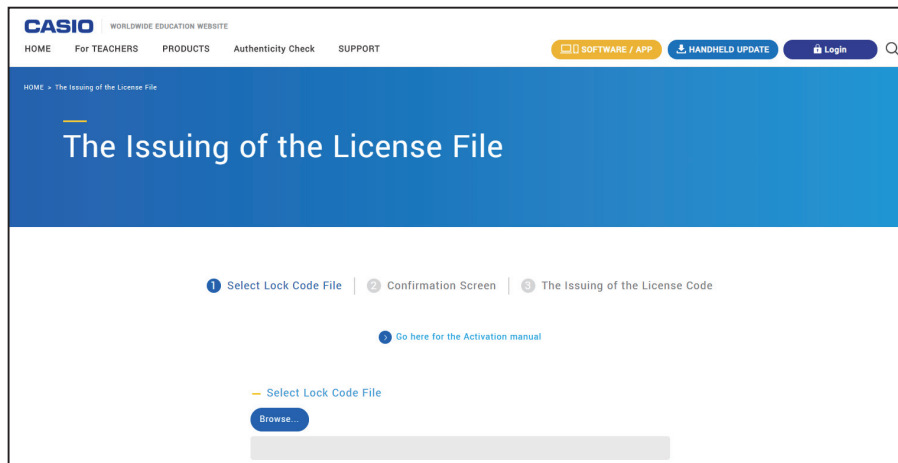 CASIO WORLDWIDE EDUCATION WEBSITE
HOME For TEACHERS PRODUCTS Authenticity Check SUPPORT SOFTWARE / APP HANDHELD UPDATE Login
HOME > The Issuing of the License File
The Issuing of the License File
1 Select Lock Code File 2 Confirmation Screen 3 The Issuing of the License Code
Go here for the Activation manual
Select Lock Code File
Browse...